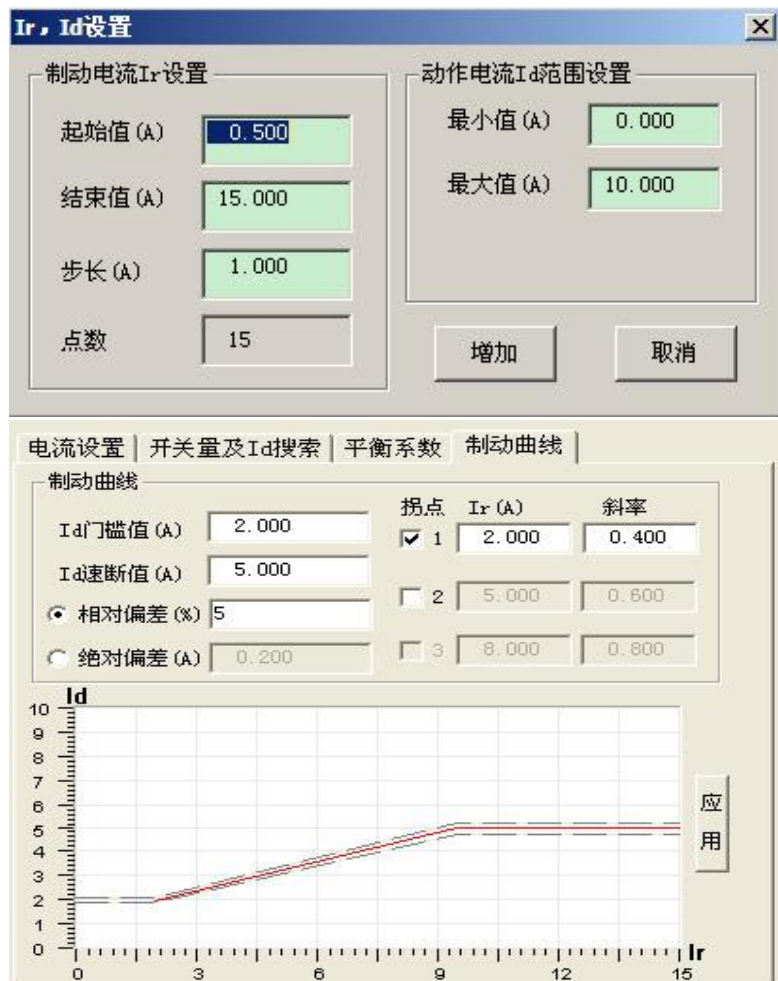 Ir，Id设置
制动电流Ir设置
动作电流Id范围设置
起始值(A) 0.500
最小值(A) 0.000
结束值(A) 15.000
最大值(A) 10.000
步长(A) 1.000
点数 15
增加 取消
电流设置 开关量及Id搜索 平衡系数 制动曲线
制动曲线
拐点 Ir(A) 斜率
Id门槛值(A) 2.000
1 2.000 0.400
Id速断值(A) 5.000
2 5.000 0.600
相对偏差(%) 5
绝对偏差(A) 0.200
3 8.000 0.800
Id
10
9
8
7
6
5
4
3
2
1
0
Ir
0 3 6 9 12 15
应用